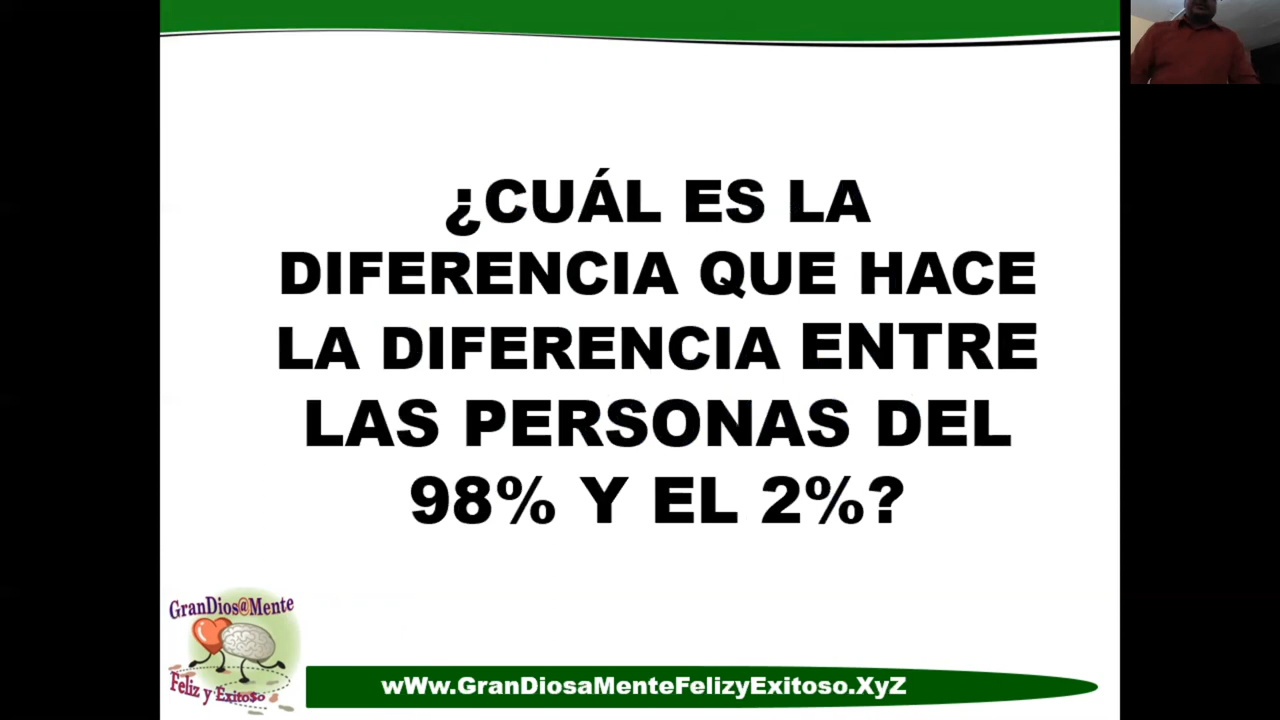 ¿CUÁL ES LA
DIFERENCIA QUE HACE
LA DIFERENCIA ENTRE
LAS PERSONAS DEL
98% Y EL 2%?
GranDios@Mente
Feliz y Exito$o
wWw.GranDiosaMenteFelizyExitoso.XyZ